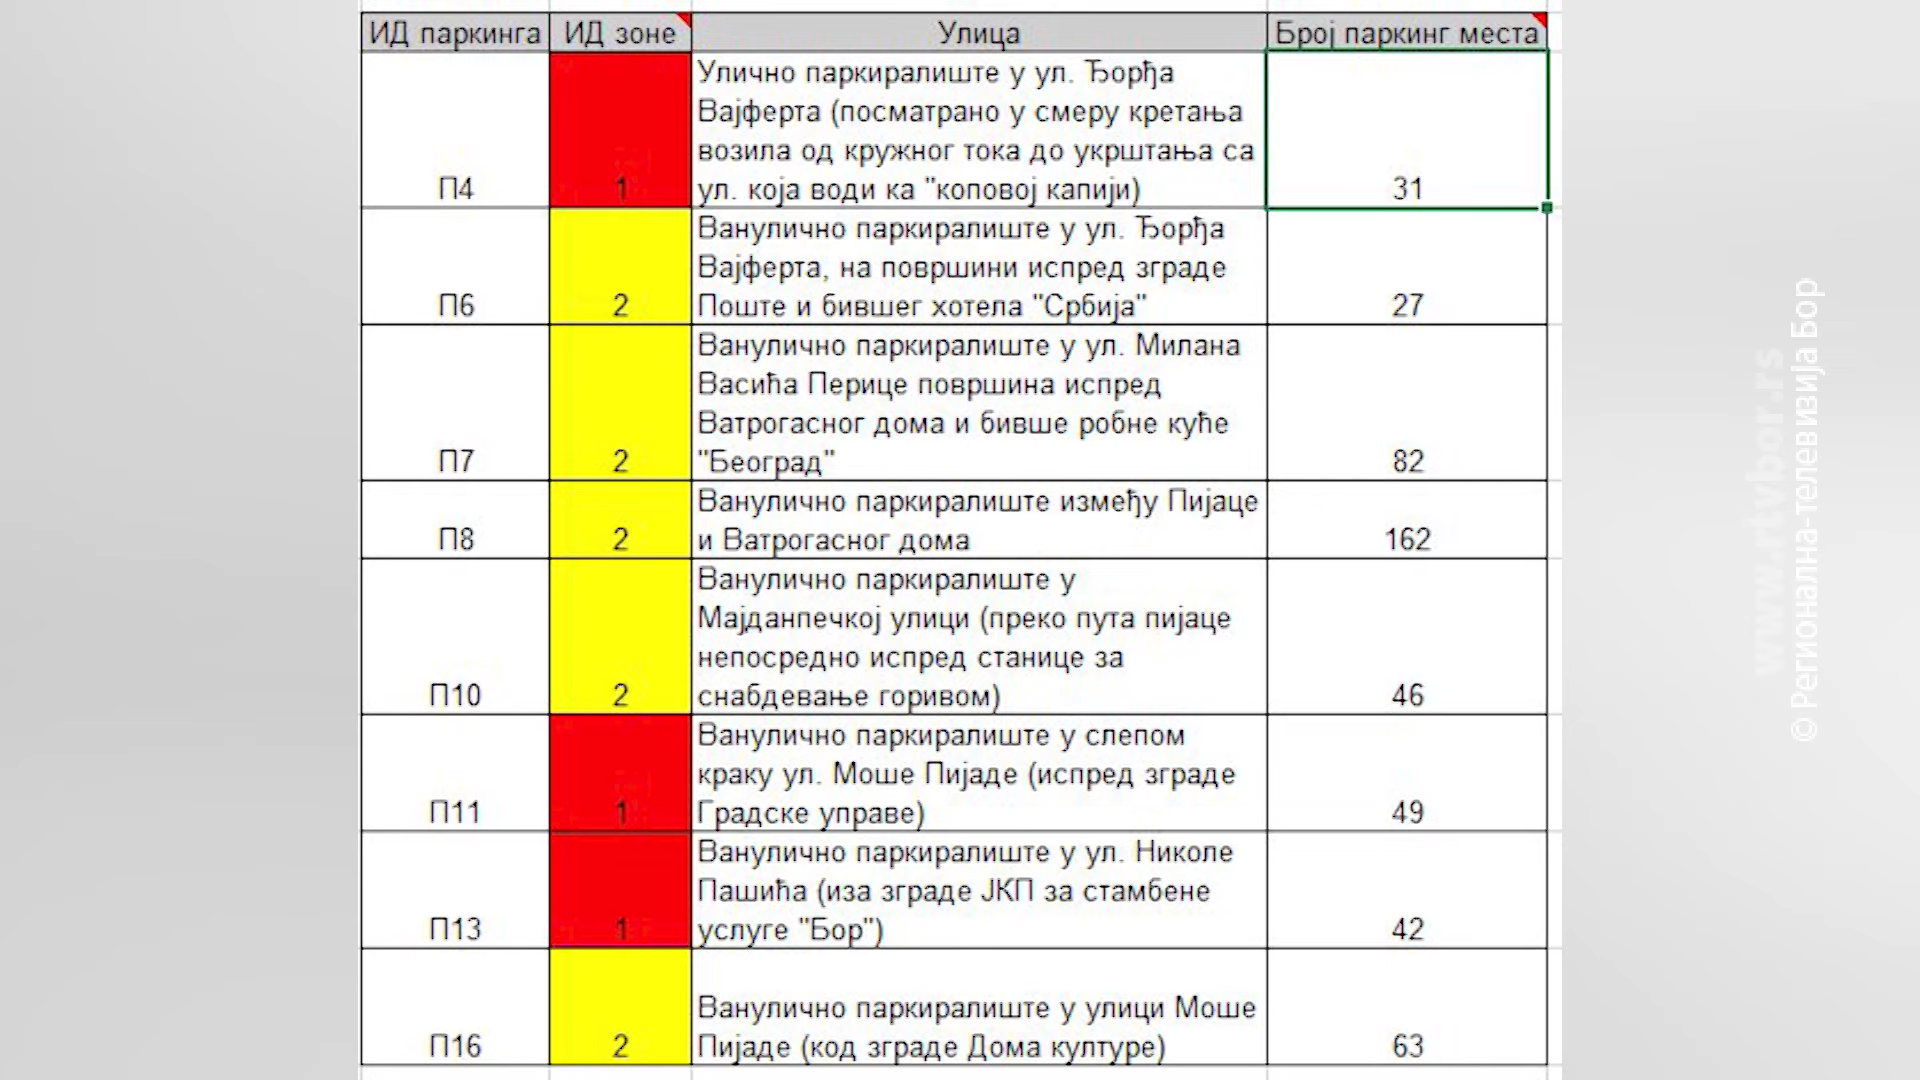 ИД паркинга ИД зоне Улица Број паркинг места
Улично паркиралиште у ул. Ђорђа
Вајферта (посматрано у смеру кретања
возила од кружног тока до укрштања са
П4 1 ул. која води ка "коповој капији) 31
Ванулично паркиралиште у ул. Ђорђа
Вајферта, на површини испред зграде
П6 2 Поште и бившег хотела "Србија" 27
Ванулично паркиралиште у ул. Милана
Васића Перице површина испред
Ватрогасног дома и бивше робне куће
П7 2 "Београд" 82
Ванулично паркиралиште између Пијаце
П8 2 и Ватрогасног дома 162
Ванулично паркиралиште у
Мајданпечкој улици (преко пута пијаце
непосредно испред станице за
П10 2 снабдевање горивом) 46
Ванулично паркиралиште у слепом
краку ул. Моше Пијаде (испред зграде
П11 1 Градске управе) 49
Ванулично паркиралиште у ул. Николе
Пашића (иза зграде ЈКП за стамбене
П13 1 услуге "Бор") 42
Ванулично паркиралиште у улици Моше
П16 2 Пијаде (код зграде Дома културе) 63
www.rtvbor.rs
© Регионална-телевизија Бор